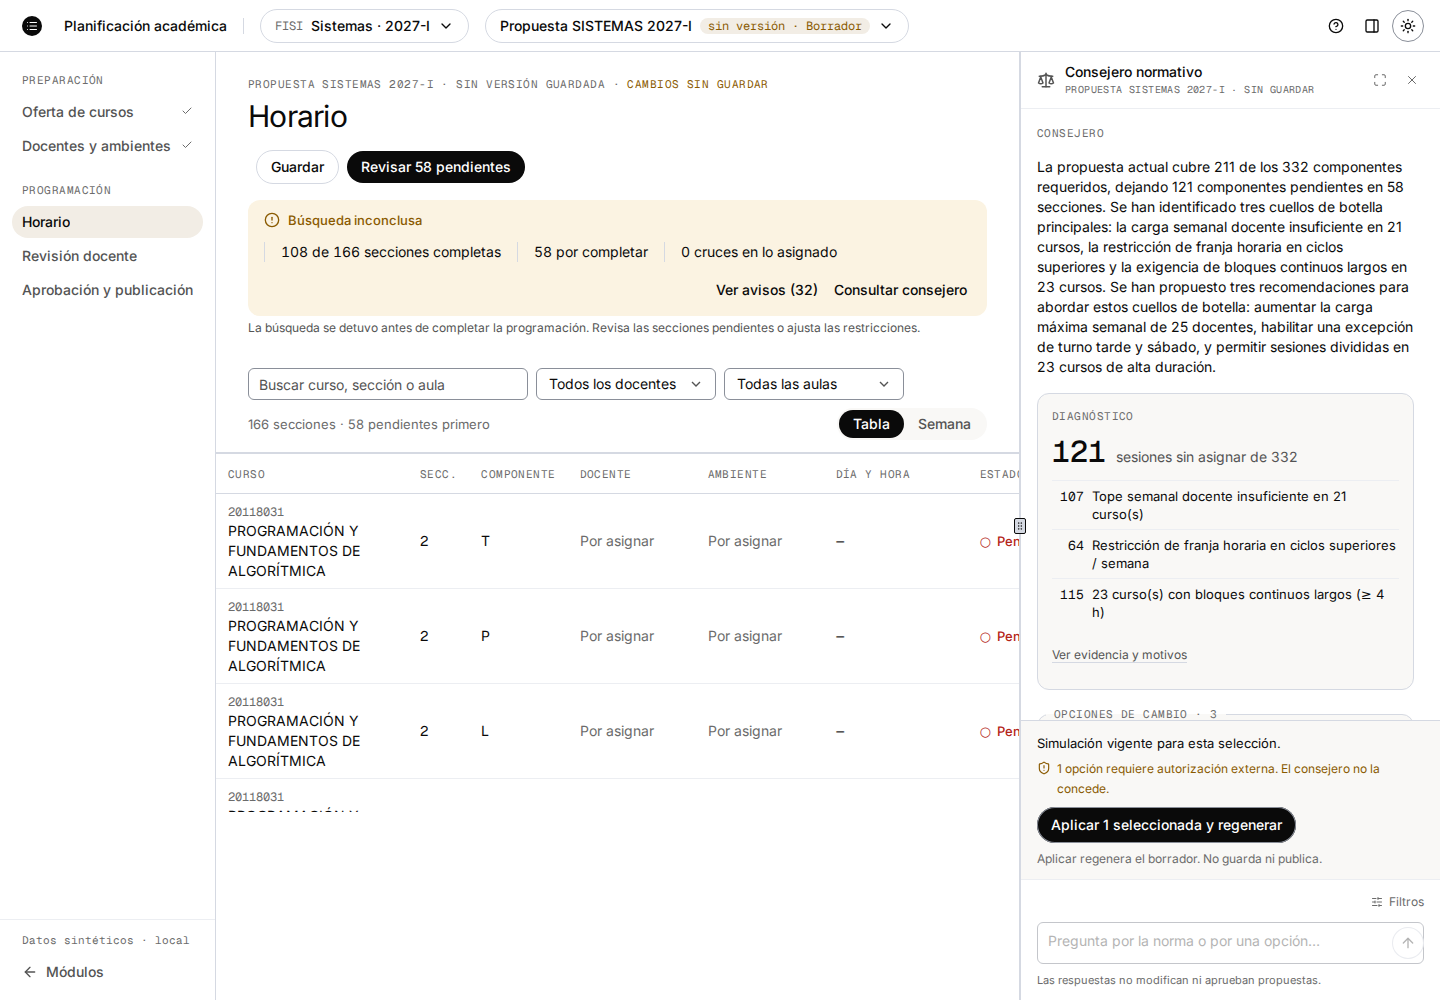 Planificación académica
FISI Sistemas · 2027-I
Propuesta SISTEMAS 2027-I sin versión · Borrador
PREPARACIÓN
Oferta de cursos
Docentes y ambientes
PROGRAMACIÓN
Horario
Revisión docente
Aprobación y publicación
Datos sintéticos · local
Módulos
PROPUESTA SISTEMAS 2027-I · SIN VERSIÓN GUARDADA · CAMBIOS SIN GUARDAR
Horario
Guardar
Revisar 58 pendientes
Búsqueda inconclusa
108 de 166 secciones completas
58 por completar
0 cruces en lo asignado
Ver avisos (32)
Consultar consejero
La búsqueda se detuvo antes de completar la programación. Revisa las secciones pendientes o ajusta las restricciones.
Buscar curso, sección o aula
Todos los docentes
Todas las aulas
166 secciones · 58 pendientes primero
Tabla
Semana
CURSO SECC. COMPONENTE DOCENTE AMBIENTE DÍA Y HORA ESTADO
20118031
PROGRAMACIÓN Y
FUNDAMENTOS DE
ALGORÍTMICA
2 T Por asignar Por asignar – Pen
20118031
PROGRAMACIÓN Y
FUNDAMENTOS DE
ALGORÍTMICA
2 P Por asignar Por asignar – Pen
20118031
PROGRAMACIÓN Y
FUNDAMENTOS DE
ALGORÍTMICA
2 L Por asignar Por asignar – Pen
20118031
Consejero normativo
PROPUESTA SISTEMAS 2027-I · SIN GUARDAR
CONSEJERO
La propuesta actual cubre 211 de los 332 componentes
requeridos, dejando 121 componentes pendientes en 58
secciones. Se han identificado tres cuellos de botella
principales: la carga semanal docente insuficiente en 21
cursos, la restricción de franja horaria en ciclos
superiores y la exigencia de bloques continuos largos en
23 cursos. Se han propuesto tres recomendaciones para
abordar estos cuellos de botella: aumentar la carga
máxima semanal de 25 docentes, habilitar una excepción
de turno tarde y sábado, y permitir sesiones divididas en
23 cursos de alta duración.
DIAGNÓSTICO
121 sesiones sin asignar de 332
107 Tope semanal docente insuficiente en 21
curso(s)
64 Restricción de franja horaria en ciclos superiores
/ semana
115 23 curso(s) con bloques continuos largos (≥ 4
h)
Ver evidencia y motivos
OPCIONES DE CAMBIO · 3
Simulación vigente para esta selección.
1 opción requiere autorización externa. El consejero no la
concede.
Aplicar 1 seleccionada y regenerar
Aplicar regenera el borrador. No guarda ni publica.
Filtros
Pregunta por la norma o por una opción...
Las respuestas no modifican ni aprueban propuestas.